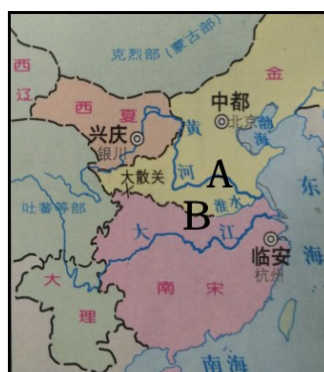 克烈部(蒙古部)
西辽
西夏
金
中都
北京
渤海
黄河
兴庆
银川
大散关
A
东海
吐蕃等部
B
淮水
大江
临安
杭州
大理
南宋
南海